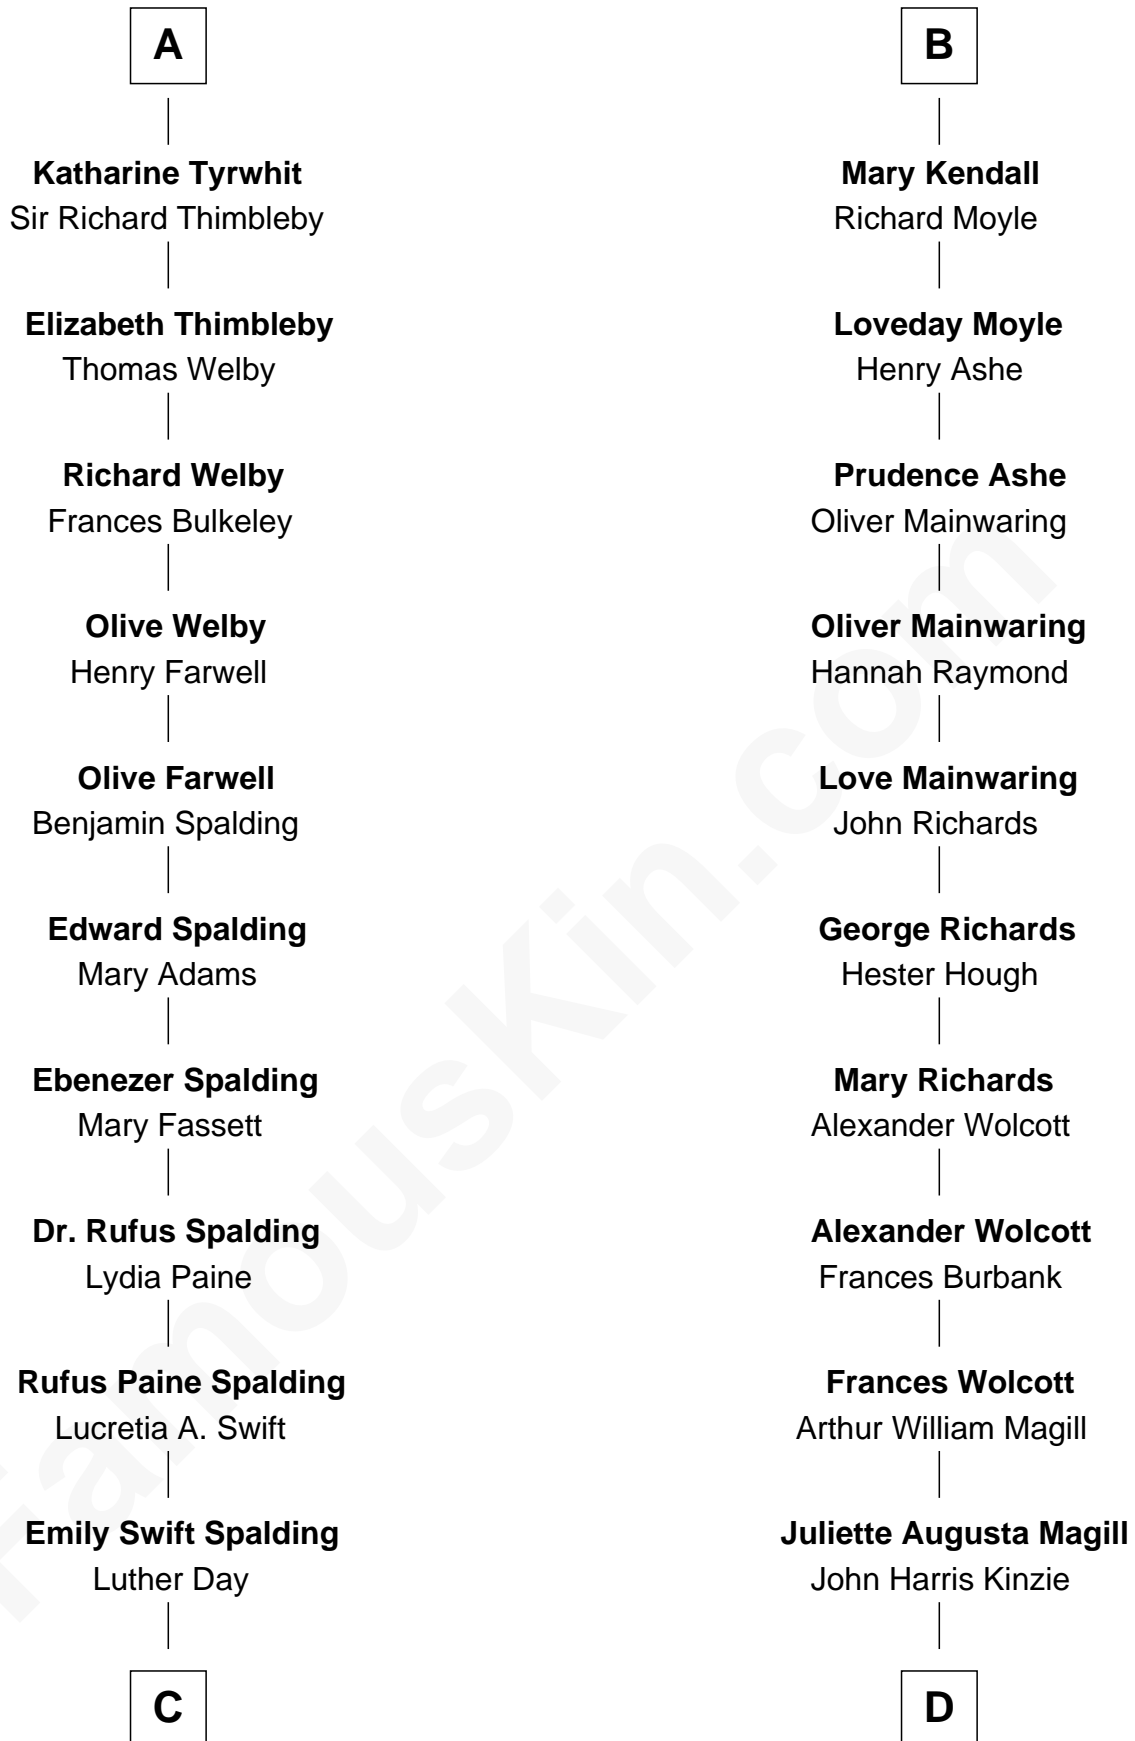 A
Katharine Tyrwhit
Sir Richard Thimbleby
Elizabeth Thimbleby
Thomas Welby
Richard Welby
Frances Bulkeley
Olive Welby
Henry Farwell
Olive Farwell
Benjamin Spalding
Edward Spalding
Mary Adams
Ebenezer Spalding
Mary Fassett
Dr. Rufus Spalding
Lydia Paine
Rufus Paine Spalding
Lucretia A. Swift
Emily Swift Spalding
Luther Day
C
B
Mary Kendall
Richard Moyle
Loveday Moyle
Henry Ashe
Prudence Ashe
Oliver Mainwaring
Oliver Mainwaring
Hannah Raymond
Love Mainwaring
John Richards
George Richards
Hester Hough
Mary Richards
Alexander Wolcott
Alexander Wolcott
Frances Burbank
Frances Wolcott
Arthur William Magill
Juliette Augusta Magill
John Harris Kinzie
D
FamousKin.com